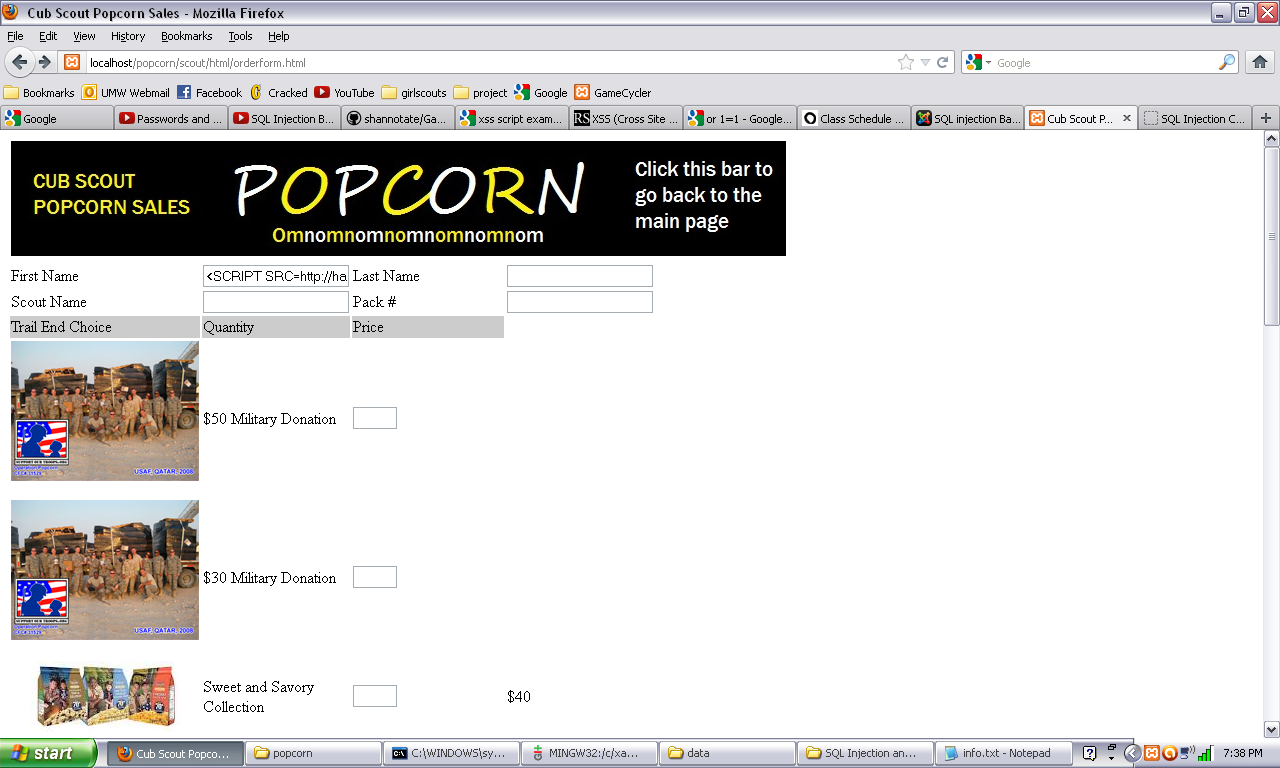 Cub Scout Popcorn Sales - Mozilla Firefox
File Edit View History Bookmarks Tools Help
localhost/popcorn/scout/html/orderform.html
Google
Bookmarks UMW Webmail Facebook Cracked YouTube girlscouts project Google GameCycler
Google Passwords and ... SQL Injection B... shannotate/Ga... xss script exam... RS XSS (Cross Site ... or 1=1 - Google... Class Schedule ... SQL injection Ba... Cub Scout P... SQL Injection C...
CUB SCOUT
POPCORN SALES
POPCORN
Omnomnomnomnomnomnom
Click this bar to
go back to the
main page
First Name <SCRIPT SRC=http://ha Last Name
Scout Name Pack #
Trail End Choice Quantity Price
$50 Military Donation
USAF, QATAR, 2008
$30 Military Donation
USAF, QATAR, 2008
Sweet and Savory
Collection
$40
start Cub Scout Popco... popcorn C:\WINDOWS\sy... MINGW32:/c/xa... data SQL Injection an... info.txt - Notepad 7:38 PM